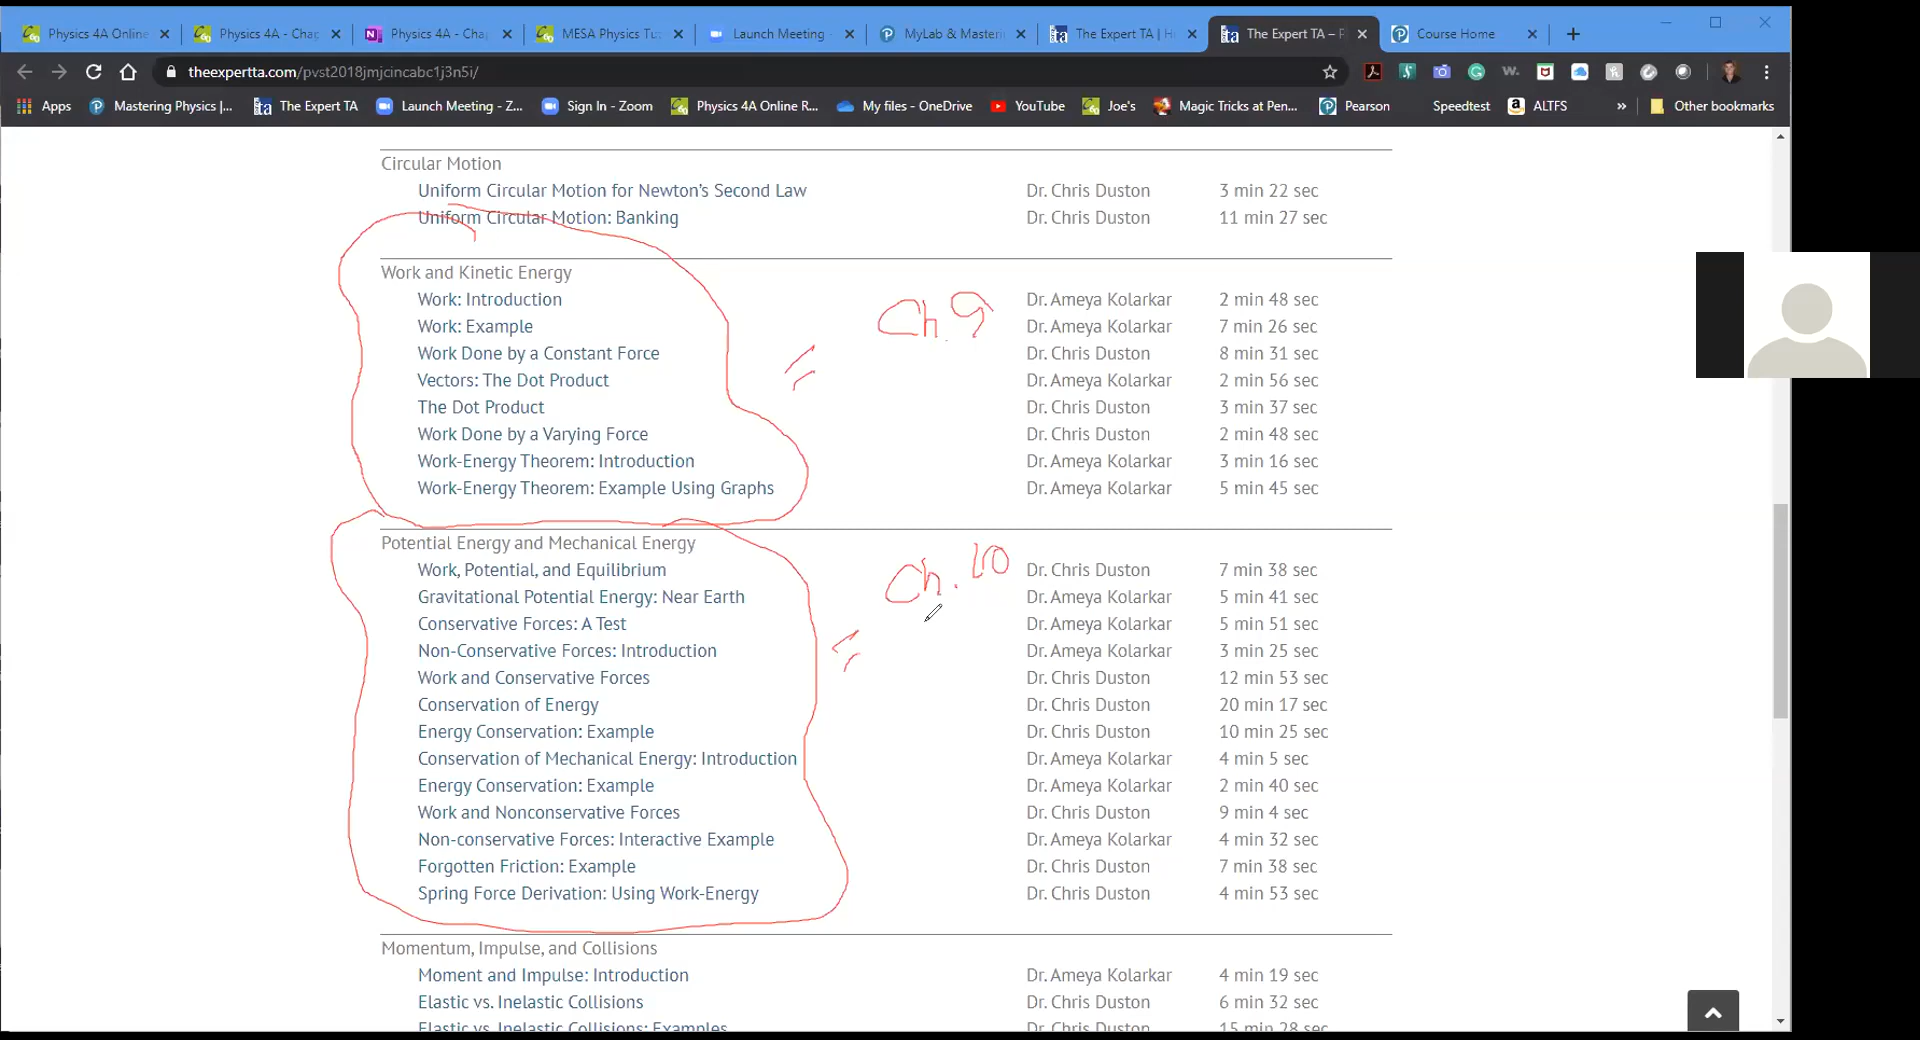 Physics 4A Online
Physics 4A - Chap
Physics 4A - Cha
MESA Physics Tu
Launch Meeting -
MyLab & Masteri
The Expert TA | H
The Expert TA – P
Course Home
theexpertta.com/pvst2018jmjcincabc1j3n5i/
Apps
Mastering Physics |...
The Expert TA
Launch Meeting - Z...
Sign In - Zoom
Physics 4A Online R...
My files - OneDrive
YouTube
Joe's
Magic Tricks at Pen...
Pearson
Speedtest
ALTFS
»
Other bookmarks
Circular Motion
Uniform Circular Motion for Newton's Second Law Dr. Chris Duston 3 min 22 sec
Uniform Circular Motion: Banking Dr. Chris Duston 11 min 27 sec
Work and Kinetic Energy
Work: Introduction Dr. Ameya Kolarkar 2 min 48 sec
= Ch. 9
Work: Example Dr. Ameya Kolarkar 7 min 26 sec
Work Done by a Constant Force Dr. Chris Duston 8 min 31 sec
Vectors: The Dot Product Dr. Ameya Kolarkar 2 min 56 sec
The Dot Product Dr. Chris Duston 3 min 37 sec
Work Done by a Varying Force Dr. Chris Duston 2 min 48 sec
Work-Energy Theorem: Introduction Dr. Ameya Kolarkar 3 min 16 sec
Work-Energy Theorem: Example Using Graphs Dr. Ameya Kolarkar 5 min 45 sec
Potential Energy and Mechanical Energy
Work, Potential, and Equilibrium Dr. Chris Duston 7 min 38 sec
= Ch. 10
Gravitational Potential Energy: Near Earth Dr. Ameya Kolarkar 5 min 41 sec
Conservative Forces: A Test Dr. Ameya Kolarkar 5 min 51 sec
Non-Conservative Forces: Introduction Dr. Ameya Kolarkar 3 min 25 sec
Work and Conservative Forces Dr. Chris Duston 12 min 53 sec
Conservation of Energy Dr. Chris Duston 20 min 17 sec
Energy Conservation: Example Dr. Chris Duston 10 min 25 sec
Conservation of Mechanical Energy: Introduction Dr. Ameya Kolarkar 4 min 5 sec
Energy Conservation: Example Dr. Ameya Kolarkar 2 min 40 sec
Work and Nonconservative Forces Dr. Chris Duston 9 min 4 sec
Non-conservative Forces: Interactive Example Dr. Ameya Kolarkar 4 min 32 sec
Forgotten Friction: Example Dr. Chris Duston 7 min 38 sec
Spring Force Derivation: Using Work-Energy Dr. Chris Duston 4 min 53 sec
Momentum, Impulse, and Collisions
Moment and Impulse: Introduction Dr. Ameya Kolarkar 4 min 19 sec
Elastic vs. Inelastic Collisions Dr. Chris Duston 6 min 32 sec
Elastic vs. Inelastic Collisions: Examples Dr. Chris Duston 15 min 28 sec